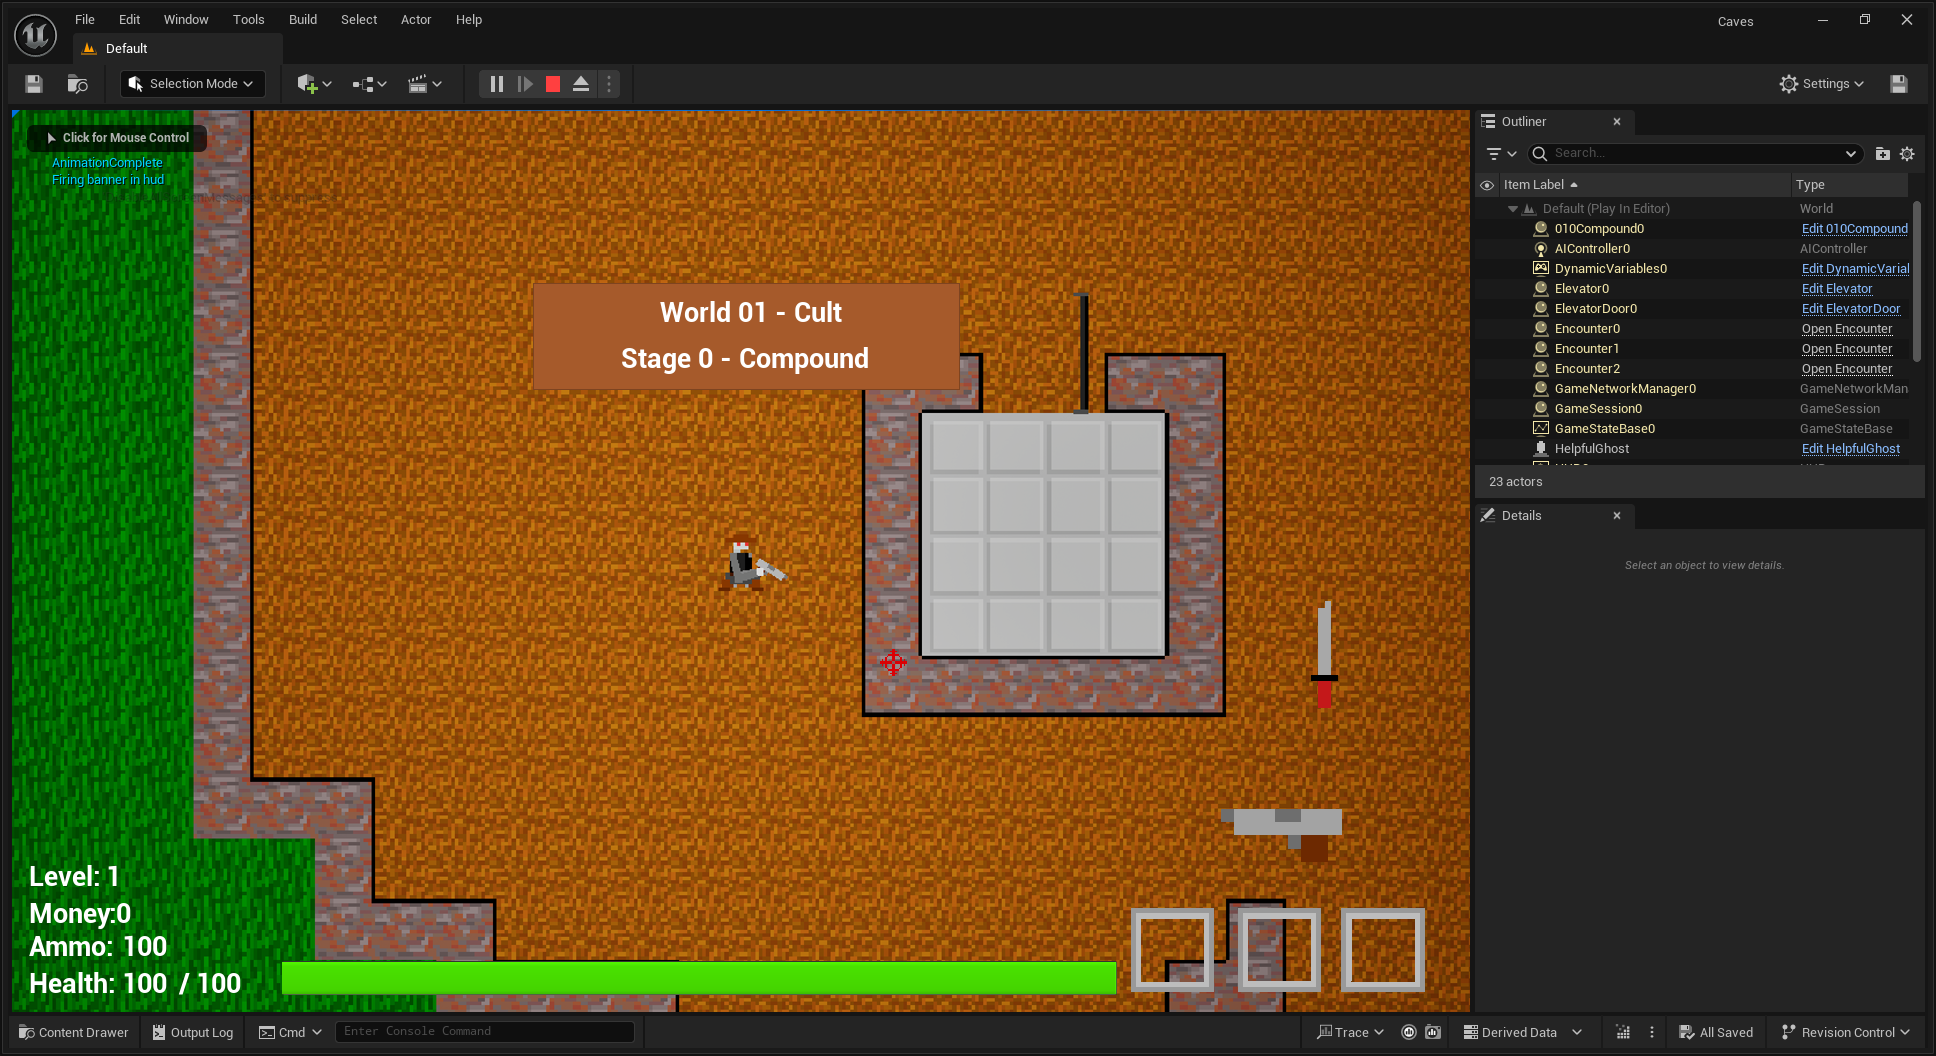 File Edit Window Tools Build Select Actor Help
Caves
Default
Selection Mode
Settings
Click for Mouse Control
AnimationComplete
Firing banner in hud
World 01 - Cult
Stage 0 - Compound
Level: 1
Money:0
Ammo: 100
Health: 100 / 100
Outliner
Search...
Item Label Type
Default (Play In Editor) World
010Compound0 Edit 010Compound
AIController0 AIController
DynamicVariables0 Edit DynamicVarial
Elevator0 Edit Elevator
ElevatorDoor0 Edit ElevatorDoor
Encounter0 Open Encounter
Encounter1 Open Encounter
Encounter2 Open Encounter
GameNetworkManager0 GameNetworkMan
GameSession0 GameSession
GameStateBase0 GameStateBase
HelpfulGhost Edit HelpfulGhost
23 actors
Details
Select an object to view details.
Content Drawer Output Log Cmd Enter Console Command Trace Derived Data All Saved Revision Control